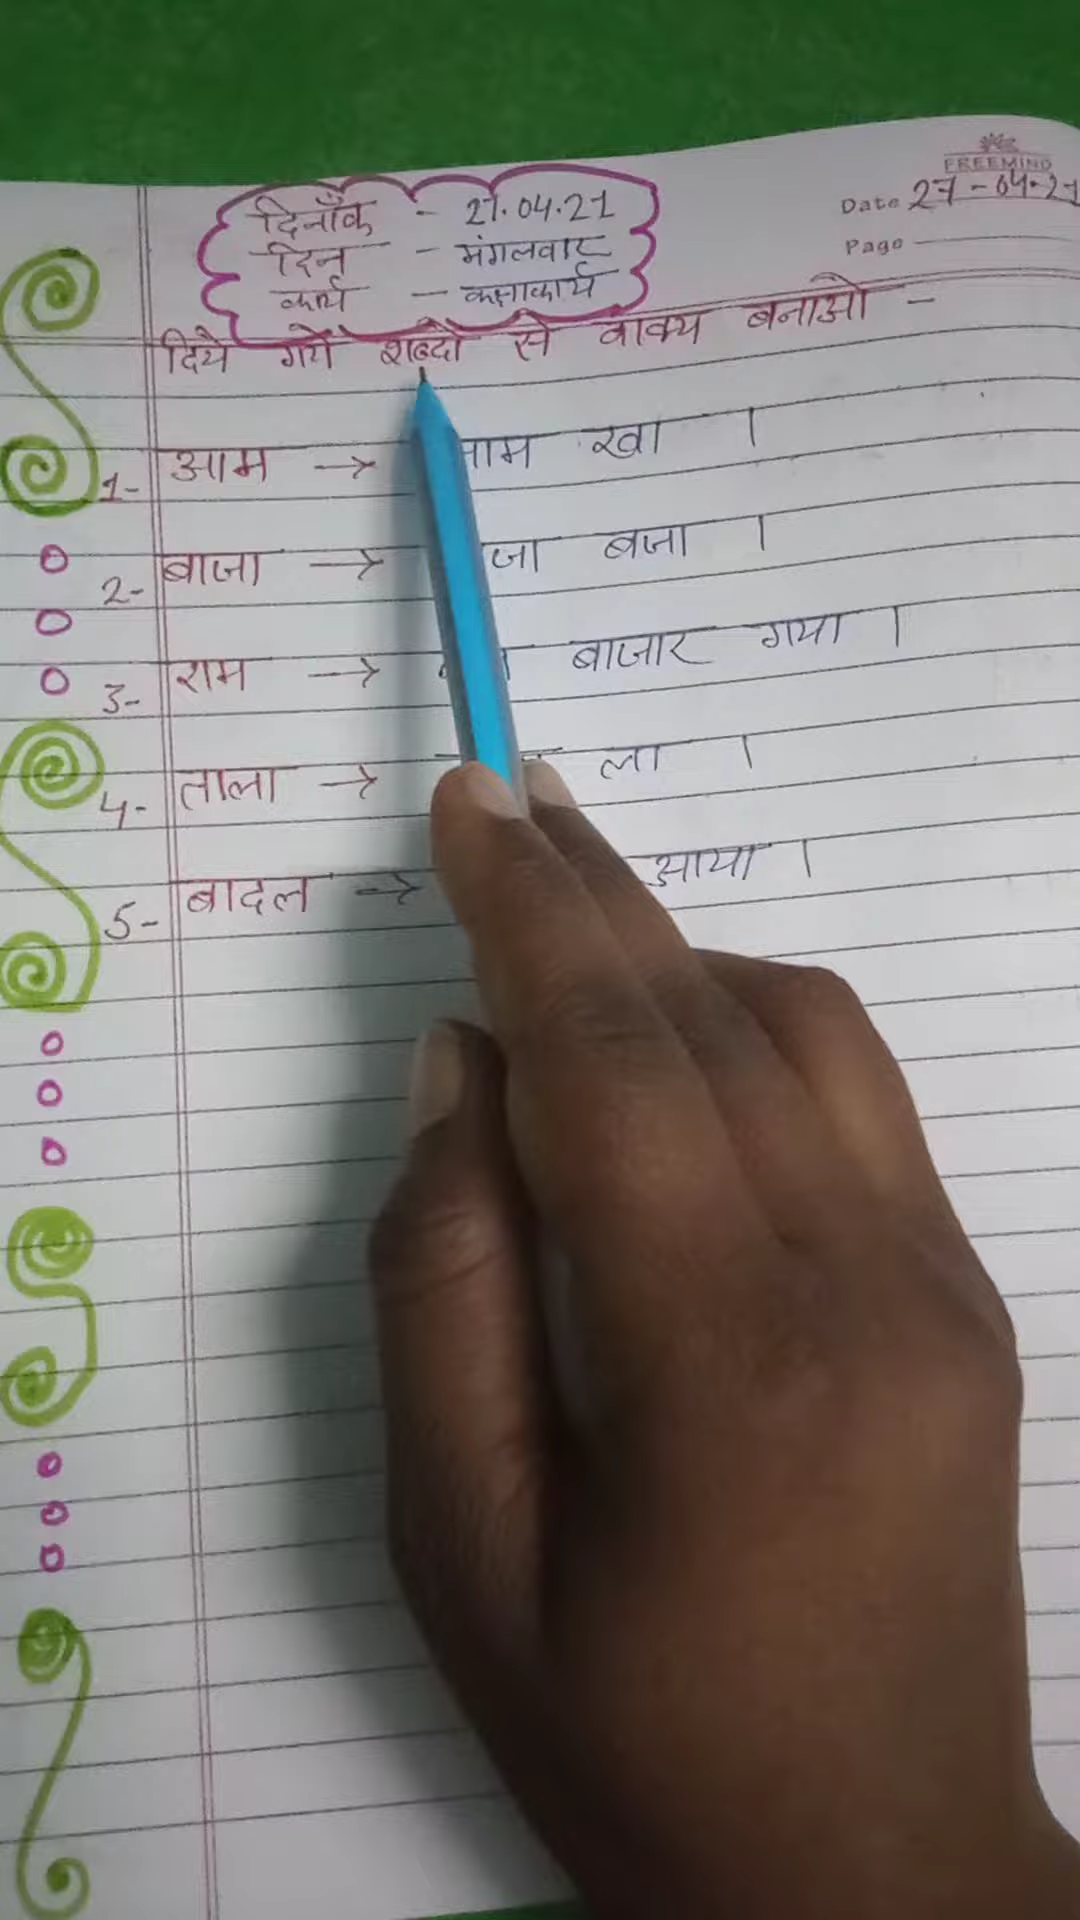 FREEMIND
Date 27-04-21
Page
दिनाँक - 27.04.21
दिन - मंगलवार
कार्य - कक्षाकार्य
दिये गये शब्दों से वाक्य बनाओ -
1- आम → आम खा ।
2- बाजा → बजा ।
3- राम → बाजार गया ।
4- ताला → ला ।
5- बादल → आया ।